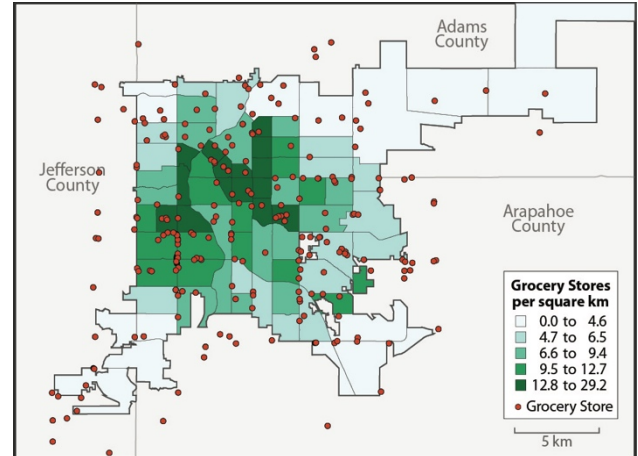 Adams
County
Jefferson
County
Arapahoe
County
Grocery Stores
per square km
0.0 to 4.6
4.7 to 6.5
6.6 to 9.4
9.5 to 12.7
12.8 to 29.2
Grocery Store
5 km